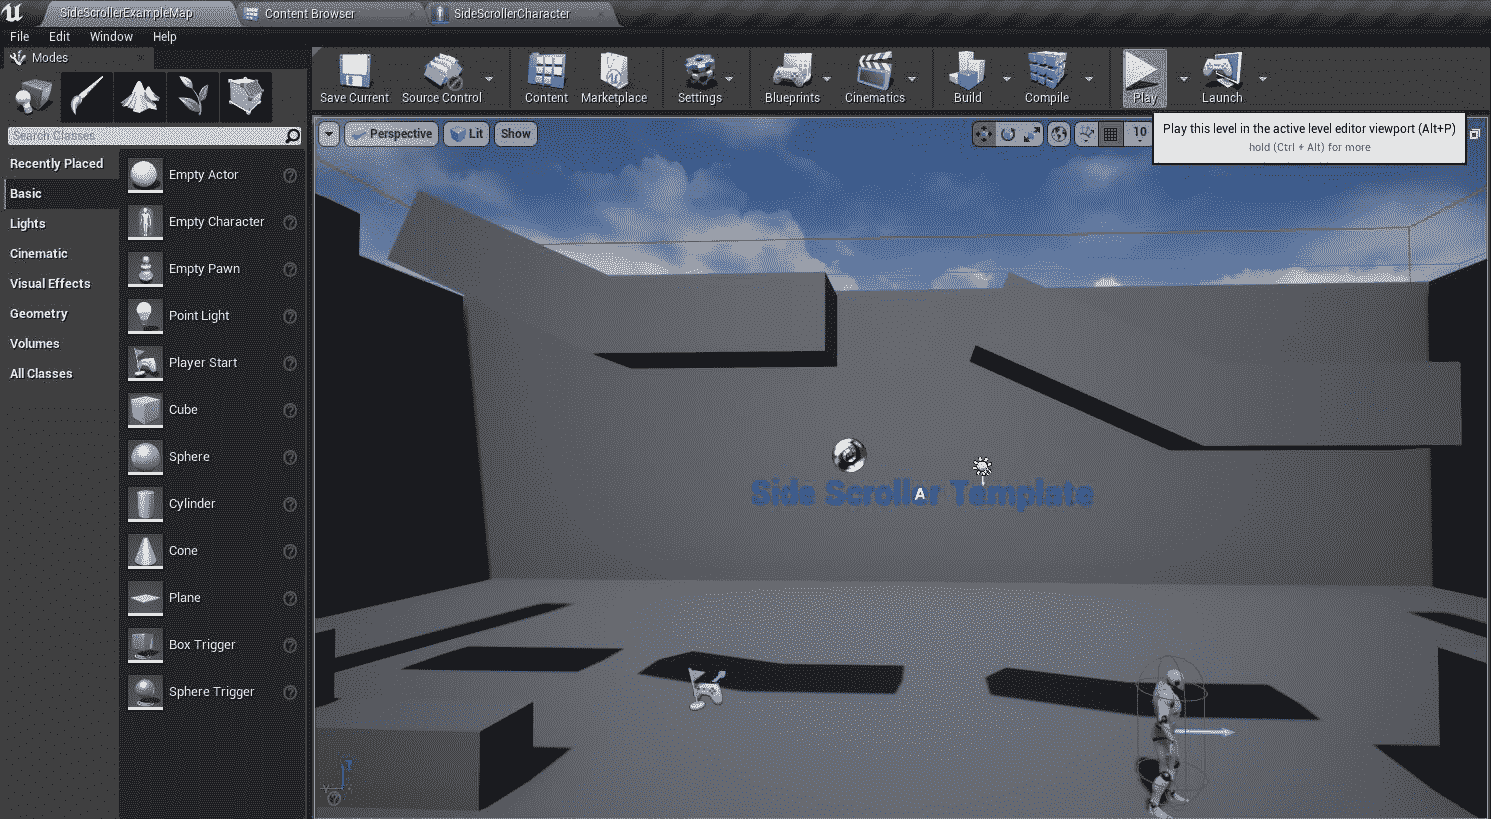 SideScrollerExampleMap
Content Browser
SideScrollerCharacter
File Edit Window Help
Modes
Save Current
Source Control
Content
Marketplace
Settings
Blueprints
Cinematics
Build
Compile
Play
Launch
Search Classes
Perspective
Lit
Show
10
Play this level in the active level editor viewport (Alt+P)
hold (Ctrl + Alt) for more
Recently Placed
Basic
Lights
Cinematic
Visual Effects
Geometry
Volumes
All Classes
Empty Actor
Empty Character
Empty Pawn
Point Light
Player Start
Cube
Sphere
Cylinder
Cone
Plane
Box Trigger
Sphere Trigger
Side Scroller Template
A